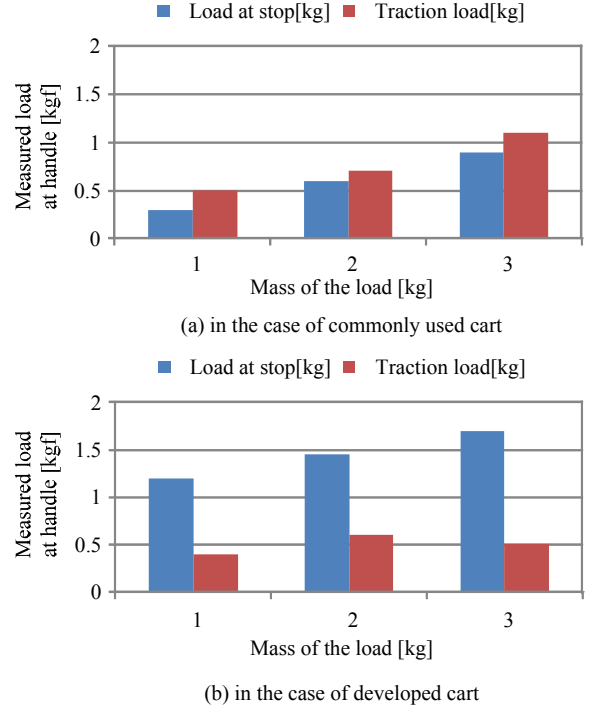 Load at stop[kg] Traction load[kg]
2
1.5
1
0.5
0
Measured load
at handle [kgf]
1 2 3
Mass of the load [kg]
(a) in the case of commonly used cart
Load at stop[kg] Traction load[kg]
2
1.5
1
0.5
0
Measured load
at handle [kgf]
1 2 3
Mass of the load [kg]
(b) in the case of developed cart